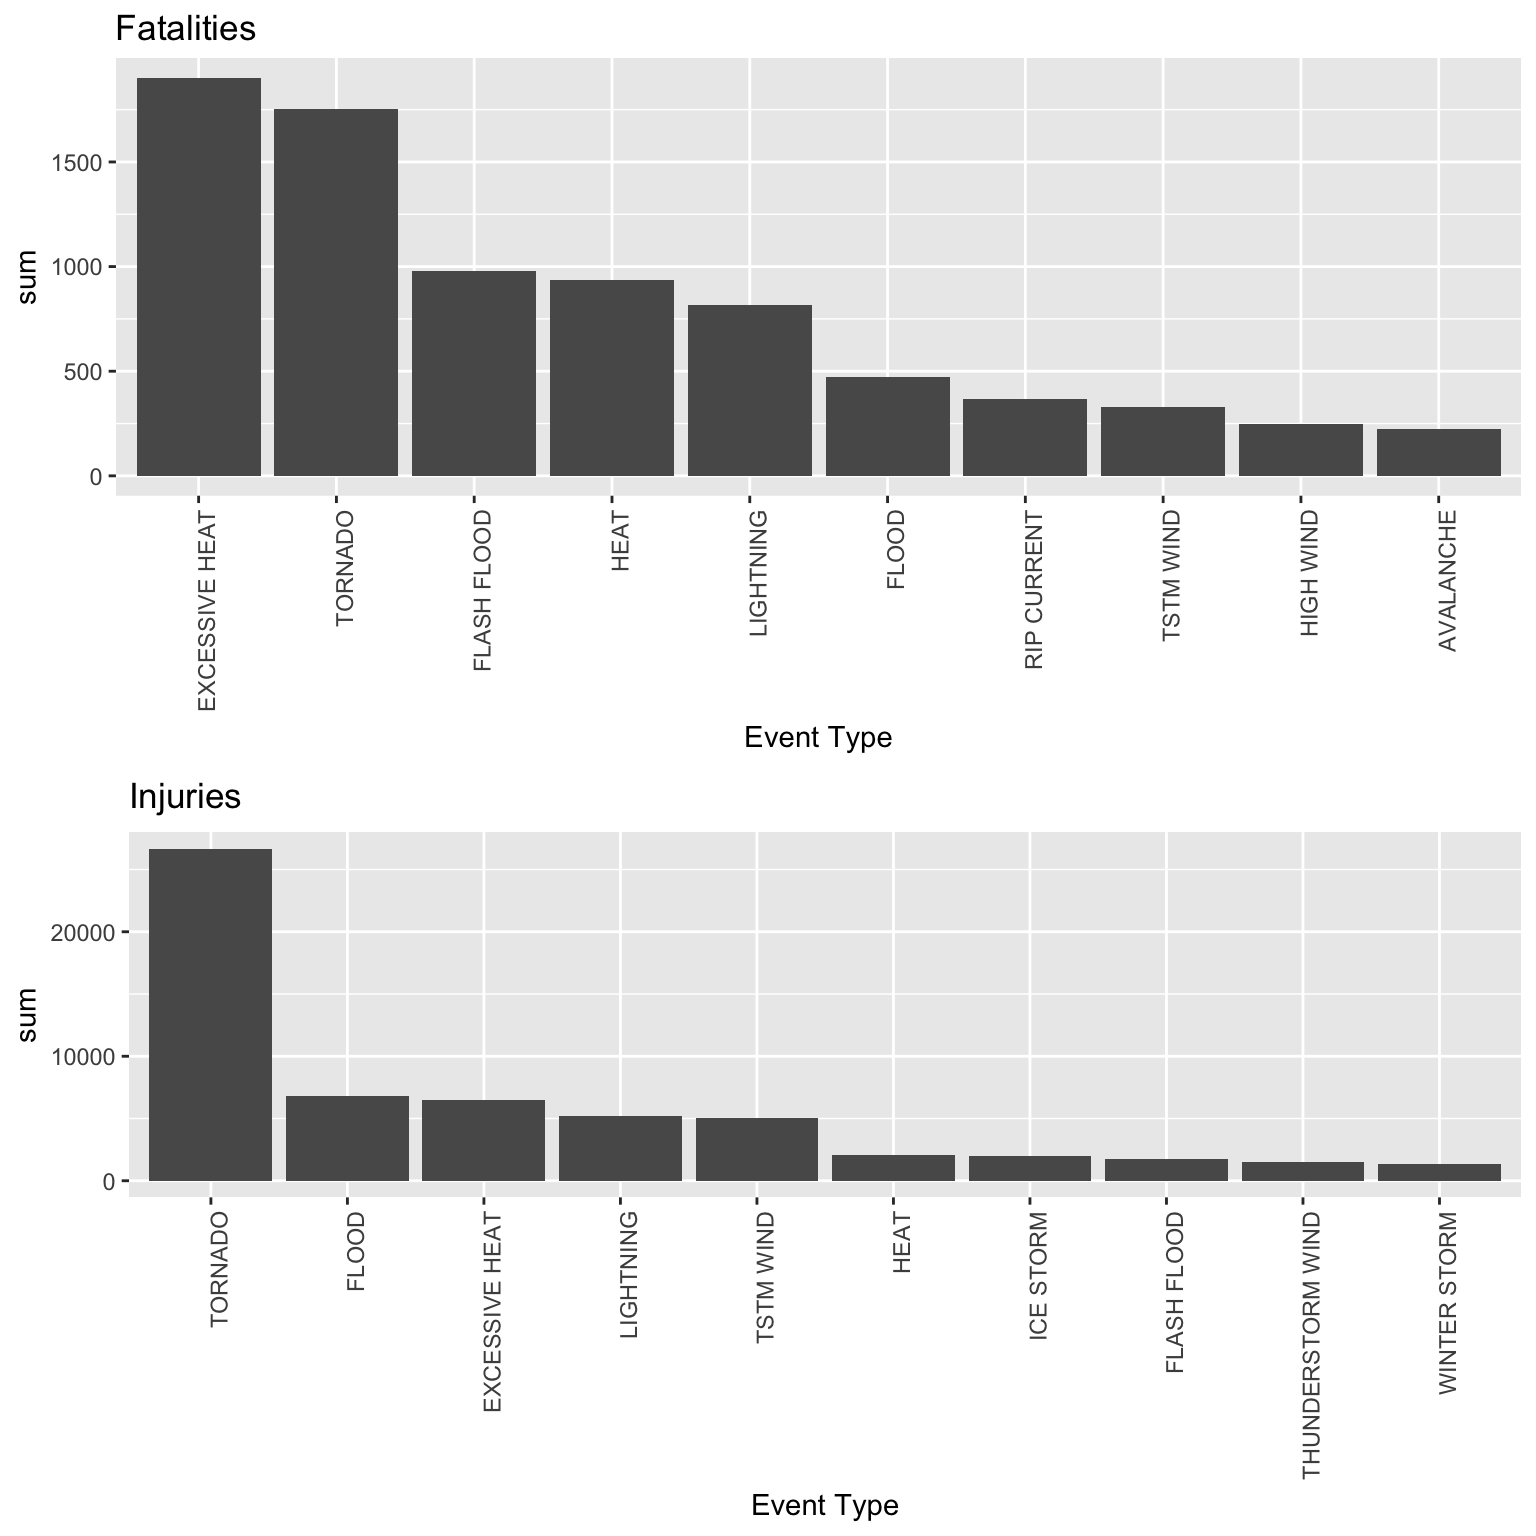 Fatalities
sum
1500
1000
500
0
EXCESSIVE HEAT
TORNADO
FLASH FLOOD
HEAT
LIGHTNING
FLOOD
RIP CURRENT
TSTM WIND
HIGH WIND
AVALANCHE
Event Type
Injuries
sum
20000
10000
0
TORNADO
FLOOD
EXCESSIVE HEAT
LIGHTNING
TSTM WIND
HEAT
ICE STORM
FLASH FLOOD
THUNDERSTORM WIND
WINTER STORM
Event Type